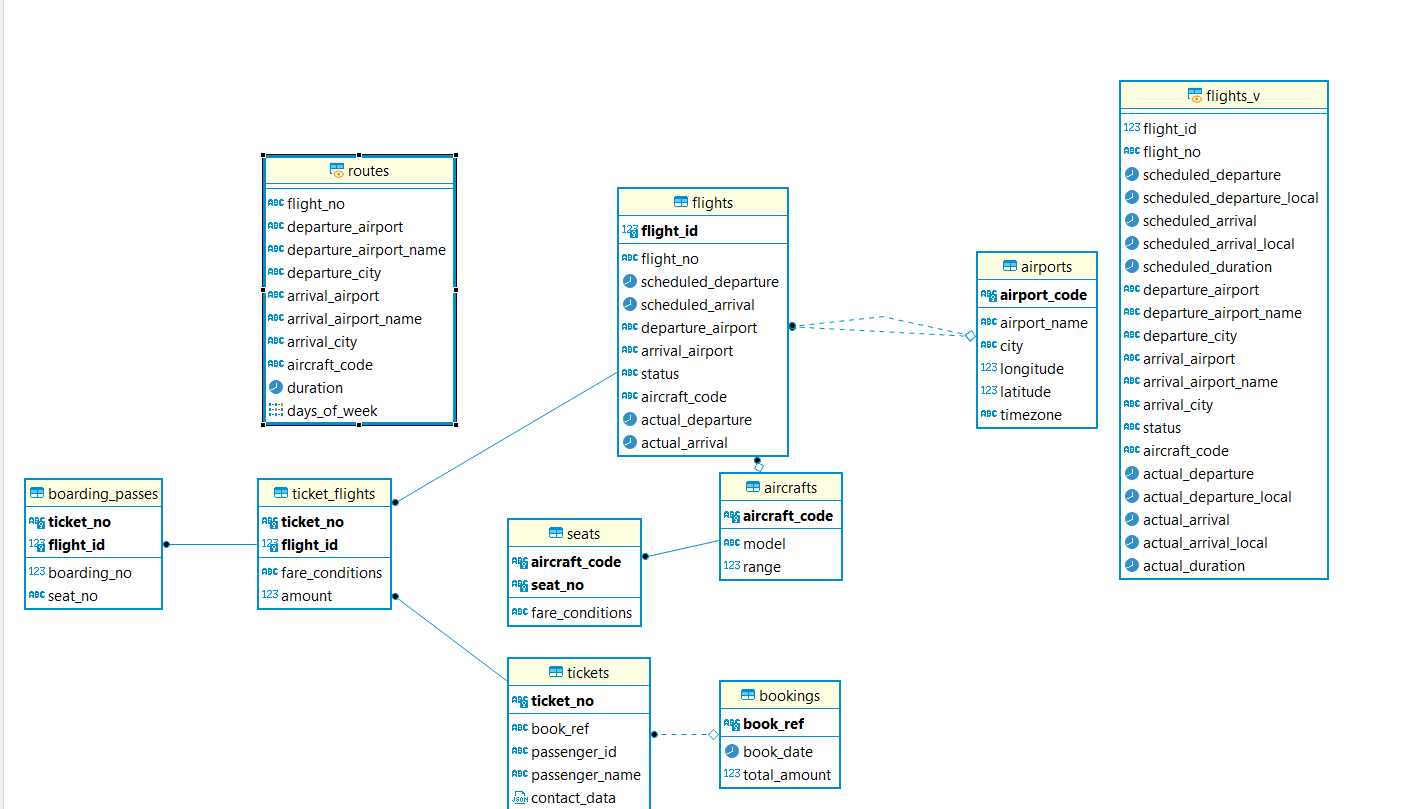 routes
flight_no
departure_airport
departure_airport_name
departure_city
arrival_airport
arrival_airport_name
arrival_city
aircraft_code
duration
days_of_week
flights
flight_id
flight_no
scheduled_departure
scheduled_arrival
departure_airport
arrival_airport
status
aircraft_code
actual_departure
actual_arrival
airports
airport_code
airport_name
city
longitude
latitude
timezone
flights_v
flight_id
flight_no
scheduled_departure
scheduled_departure_local
scheduled_arrival
scheduled_arrival_local
scheduled_duration
departure_airport
departure_airport_name
departure_city
arrival_airport
arrival_airport_name
arrival_city
status
aircraft_code
actual_departure
actual_departure_local
actual_arrival
actual_arrival_local
actual_duration
boarding_passes
ticket_no
flight_id
boarding_no
seat_no
ticket_flights
ticket_no
flight_id
fare_conditions
amount
seats
aircraft_code
seat_no
fare_conditions
aircrafts
aircraft_code
model
range
tickets
ticket_no
book_ref
passenger_id
passenger_name
contact_data
bookings
book_ref
book_date
total_amount